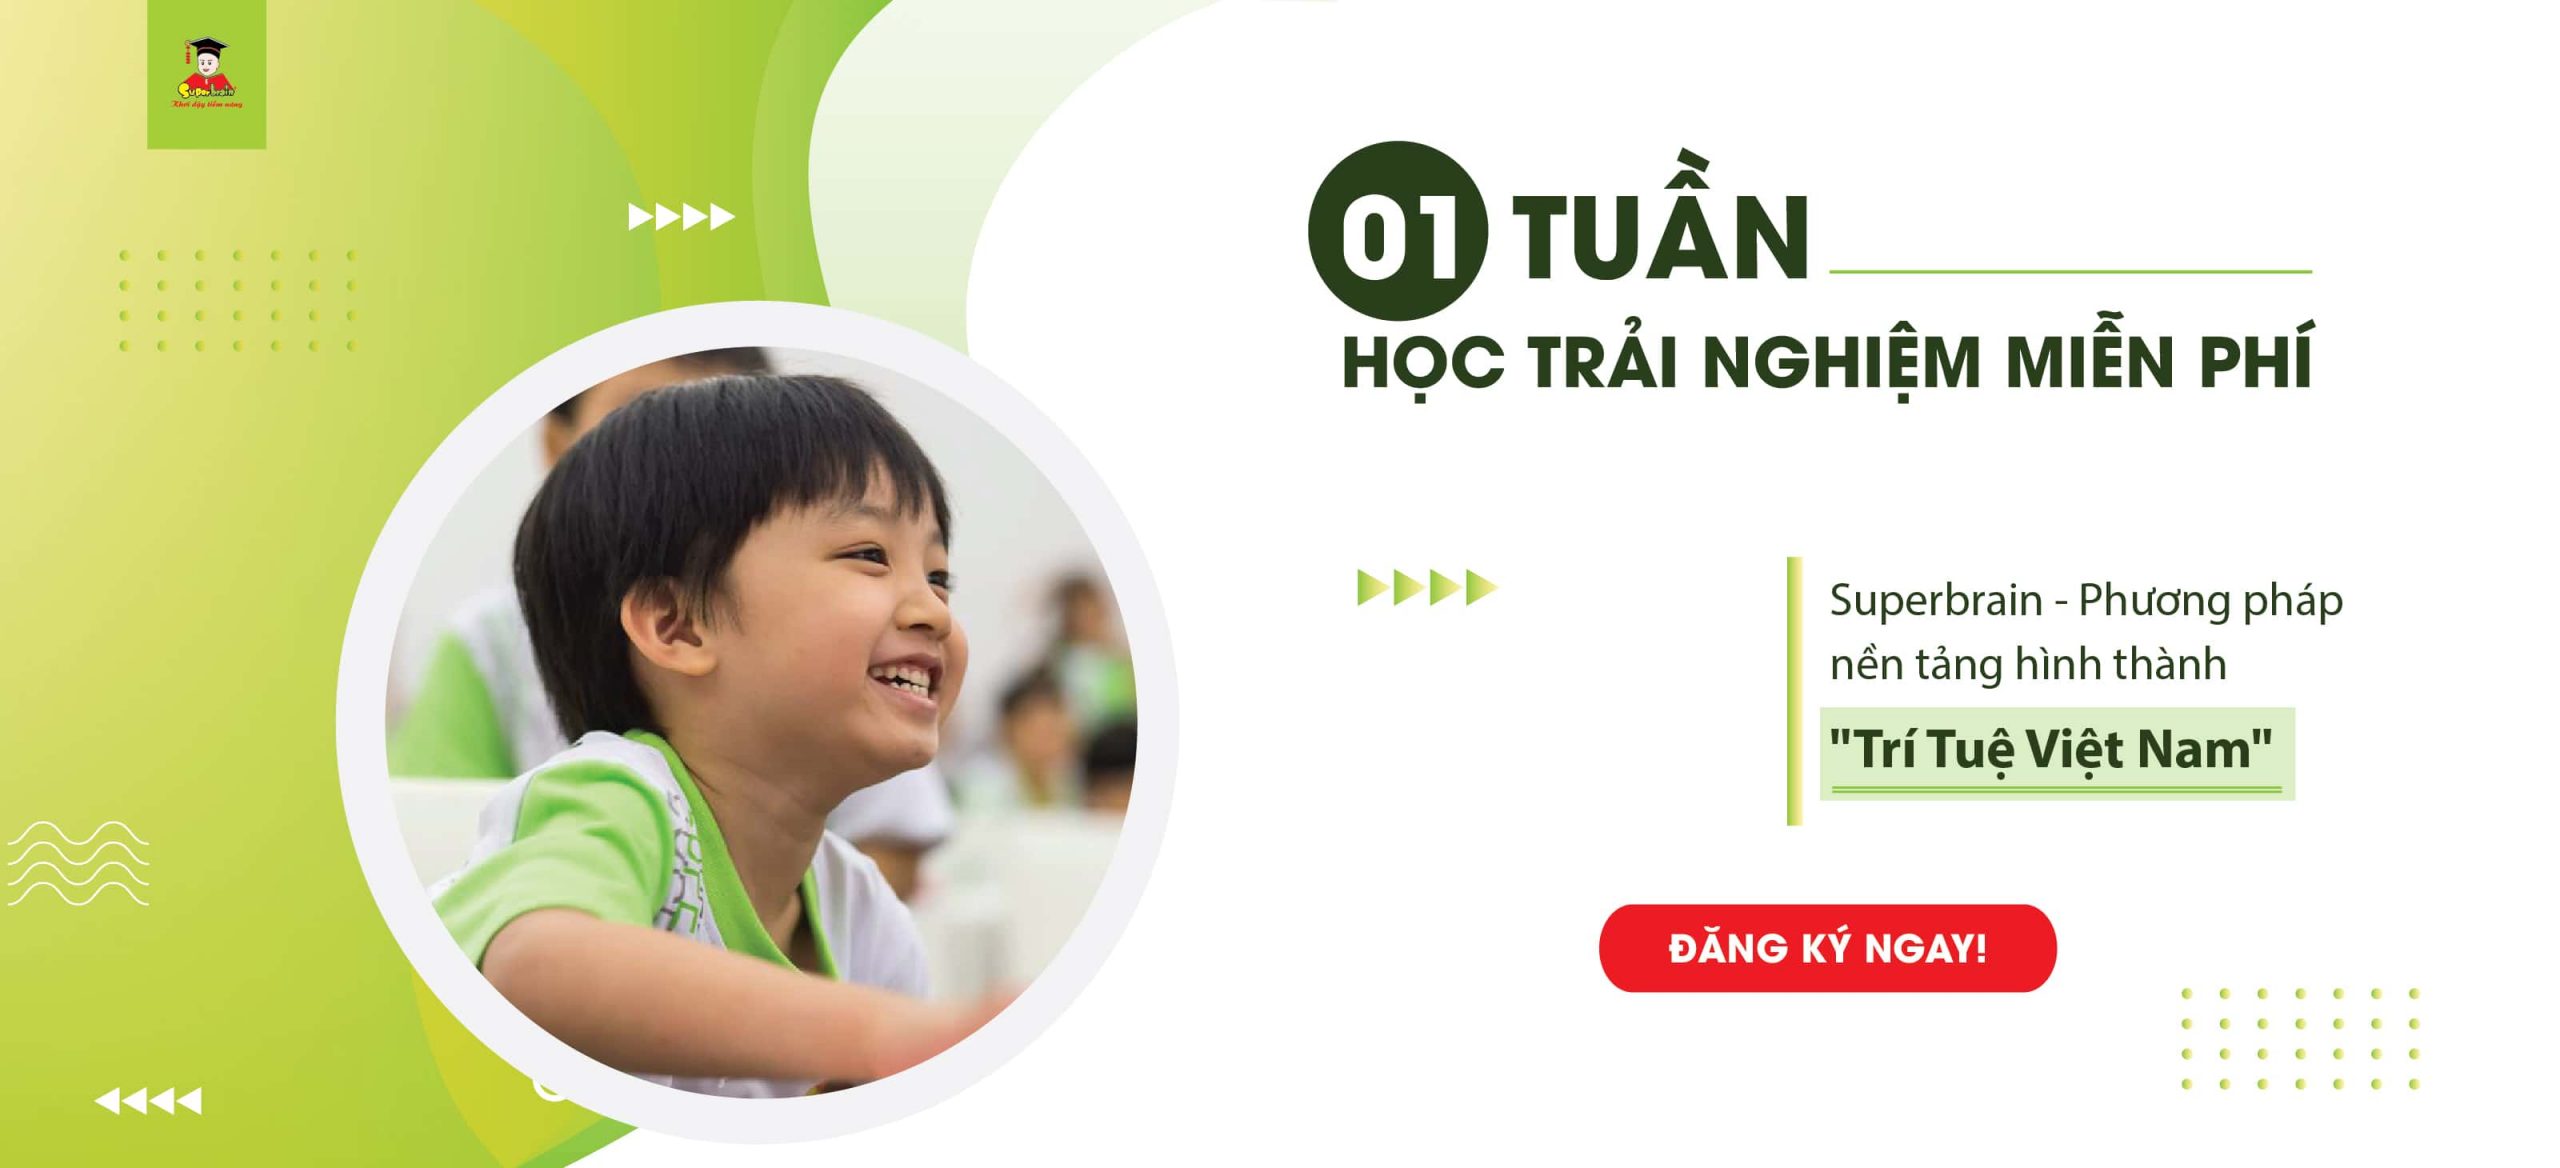 Superbrain
Khơi dậy tiềm năng
01 TUẦN
HỌC TRẢI NGHIỆM MIỄN PHÍ
Superbrain - Phương pháp
nền tảng hình thành
"Trí Tuệ Việt Nam"
ĐĂNG KÝ NGAY!